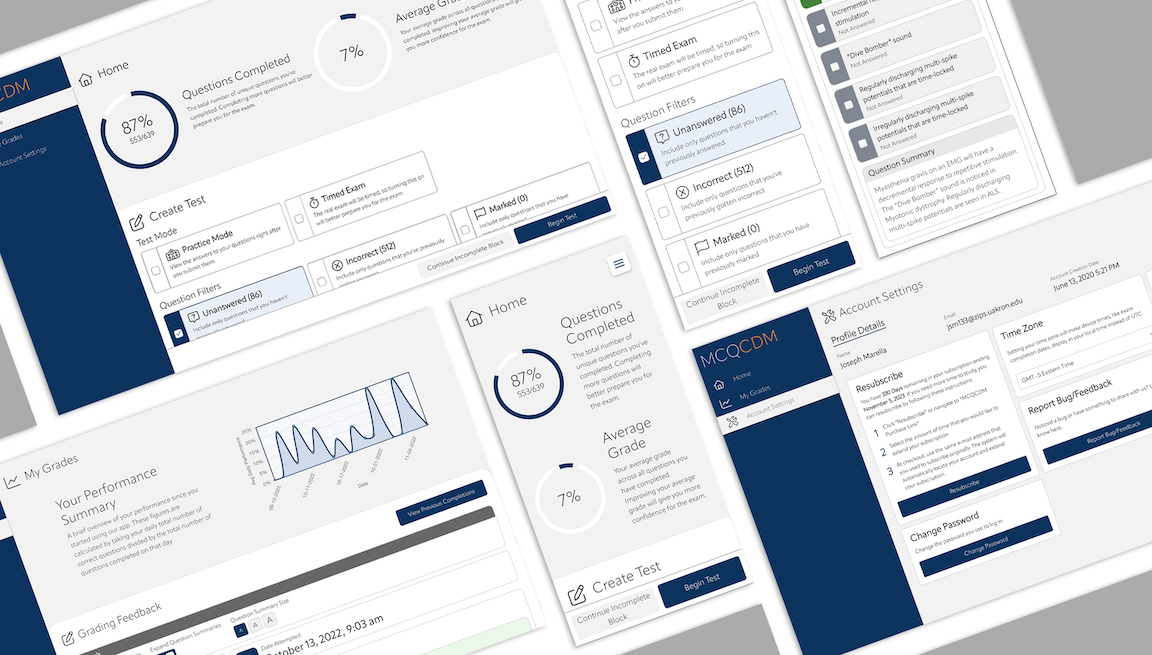 CDM
Grades
Account Settings
Home
87%
553/639
Questions Completed
The total number of unique questions you've
completed. Completing more questions will better
prepare you for the exam.
7%
Average Grade
Your average grade across all questions you
completed. Improving your average grade will give
you more confidence for the exam.
Create Test
Test Mode
Practice Mode
View the answers to your questions right after
you submit them
Timed Exam
The real exam will be timed, so turning this on
will better prepare you for the exam.
Question Filters
Unanswered (86)
Include only questions that you haven't
Incorrect (512)
Include only questions that you've previously
Marked (0)
Include only questions that you have
Continue Incomplete Block
Begin Test
View the answers to your
after you submit them
Timed Exam
The real exam will be timed, so turning this
on will better prepare you for the exam.
Question Filters
Unanswered (86)
Include only questions that you haven't
previously answered.
Incorrect (512)
Include only questions that you've
previously gotten incorrect
Marked (0)
Include only questions that you have
previously marked
Continue Incomplete
Block
Begin Test
Incremental
stimulation
Not Answered
"Dive Bomber" sound
Not Answered
Regularly discharging multi-spike
potentials that are time-locked
Not Answered
Irregularly discharging multi-spike
potentials that are time-locked
Not Answered
Question Summary
Myasthenia gravis on an EMG will have a
decremental response to repetitive stimulation.
The "Dive Bomber" sound is noticed in
Myotonic dystrophy. Regularly discharging
multi-spike potentials are seen in ALS.
My Grades
Your Performance
Summary
A brief overview of your performance since you
started using our app. These figures are
calculated by taking your daily total number of
correct questions divided by the total number of
questions completed on that day
Avg Daily Performance
25%
20%
15%
10%
5%
0%
09-12-2022
10-11-2022
10-17-2022
10-21-2022
11-04-2022
Date
View Previous Completions
Grading Feedback
Expand Question Summaries
Question Summary Size
A
A
A
Date Attempted
October 13, 2022, 9:03 am
Home
87%
553/639
Questions
Completed
The total number of
unique questions you've
completed. Completing
more questions will
better prepare you for
the exam.
7%
Average
Grade
Your average grade
across all questions you
have completed.
Improving your average
grade will give you more
confidence for the exam.
Create Test
Continue Incomplete
Block
Begin Test
MCQCDM
Home
My Grades
Account Settings
Account Settings
Profile Details
Name
Joseph Marella
Email
jsm133@zips.uakron.edu
Account Creation Date
June 13, 2020 5:21 PM
Resubscribe
You have 330 Days remaining in your subscription ending
November 5, 2023. If you need more time to study, you
can resubscribe by following these instructions
1 Click "Resubscribe" or navigate to "MCQCDM
Purchase Link"
2 Select the amount of time that you would like to
extend your subscription.
3 At checkout, use the same e-mail address that
you used to subscribe originally. The system will
automatically locate your account and extend
your subscription.
Resubscribe
Time Zone
Setting your time zone will make device times, like exam
completion dates, display in your local time instead of UTC.
GMT -5 Eastern Time
Report Bug/Feedback
Noticed a bug or have something to share with us?
know here.
Report Bug/Feedback
Change Password
Change the password you use to log in.
Change Password